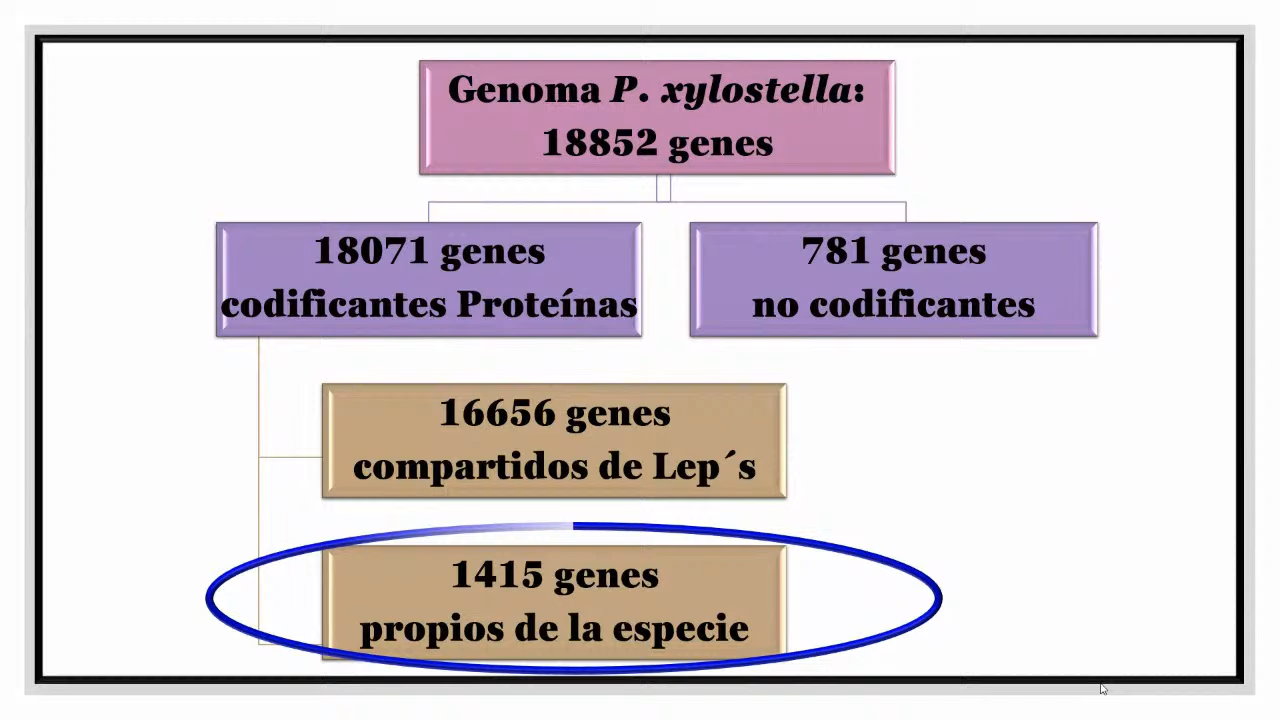 Genoma P. xylostella:
18852 genes
18071 genes
codificantes Proteínas
781 genes
no codificantes
16656 genes
compartidos de Lep´s
1415 genes
propios de la especie